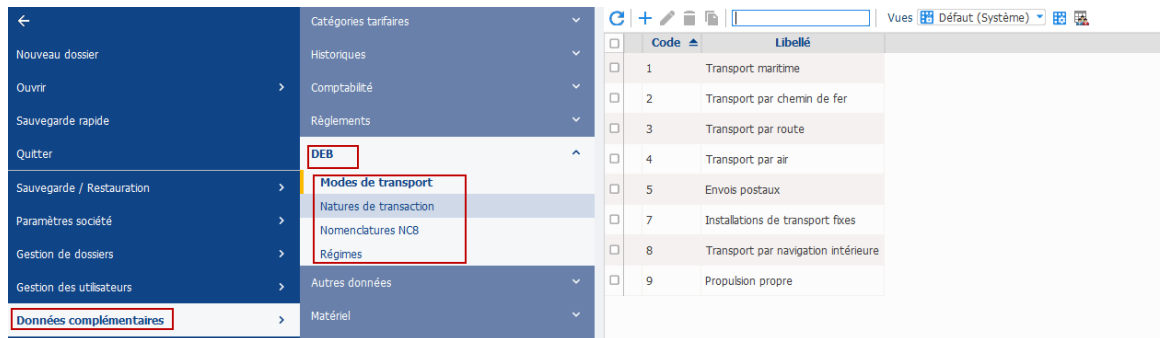 Nouveau dossier
Ouvrir
Sauvegarde rapide
Quitter
Sauvegarde / Restauration
Paramètres société
Gestion de dossiers
Gestion des utilisateurs
Données complémentaires
Catégories tarifaires
Historiques
Comptabilité
Règlements
DEB
Modes de transport
Natures de transaction
Nomenclatures NC8
Régimes
Autres données
Matériel
Vues Défaut (Système)
Code Libellé
1 Transport maritime
2 Transport par chemin de fer
3 Transport par route
4 Transport par air
5 Envois postaux
7 Installations de transport fixes
8 Transport par navigation intérieure
9 Propulsion propre